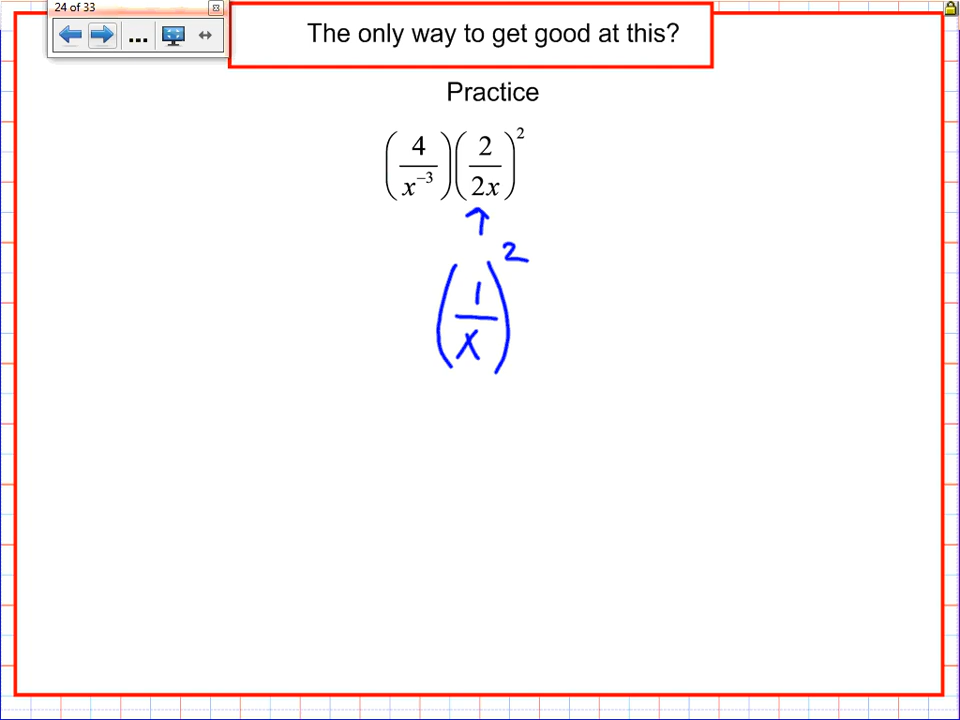 24 of 33
The only way to get good at this?
Practice
(4/x⁻³)(2/2x)²
(1/x)²